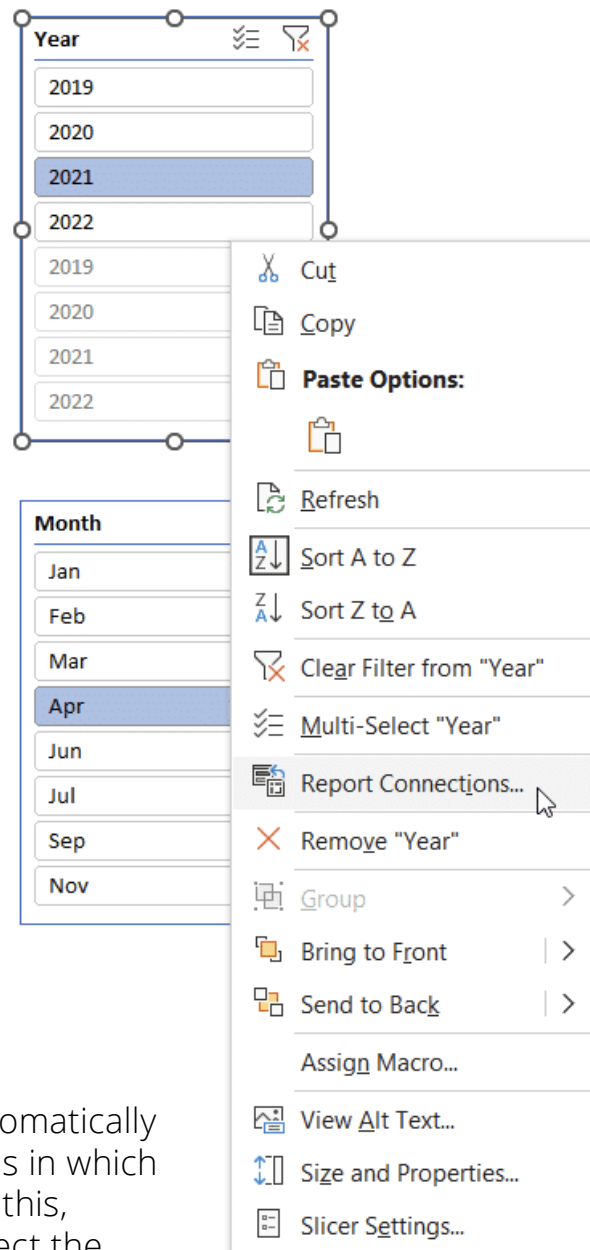 Year
2019
2020
2021
2022
2019
2020
2021
2022
Month
Jan
Feb
Mar
Apr
Jun
Jul
Sep
Nov
Cut
Copy
Paste Options:
Refresh
Sort A to Z
Sort Z to A
Clear Filter from "Year"
Multi-Select "Year"
Report Connections...
Remove "Year"
Group
Bring to Front
Send to Back
Assign Macro...
View Alt Text...
Size and Properties...
Slicer Settings...
omatically
s in which
this,
ect the